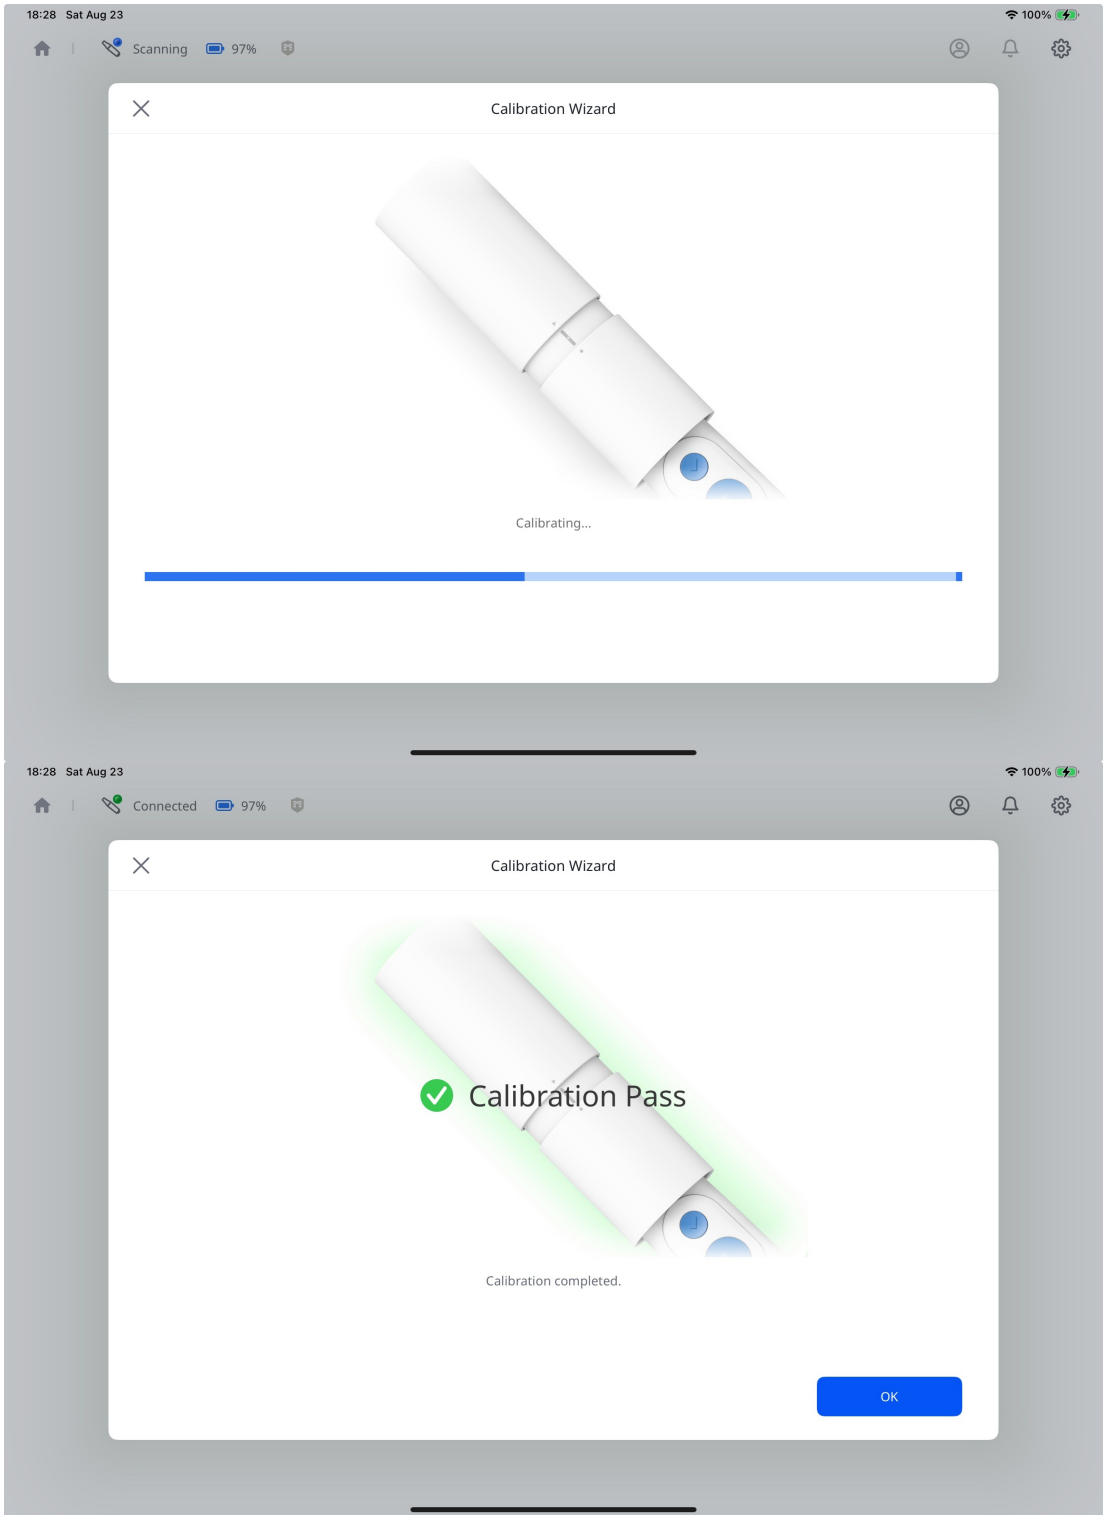 18:28 Sat Aug 23 100%
Scanning 97%
Calibration Wizard
Calibrating...
18:28 Sat Aug 23 100%
Connected 97%
Calibration Wizard
Calibration Pass
Calibration completed.
OK